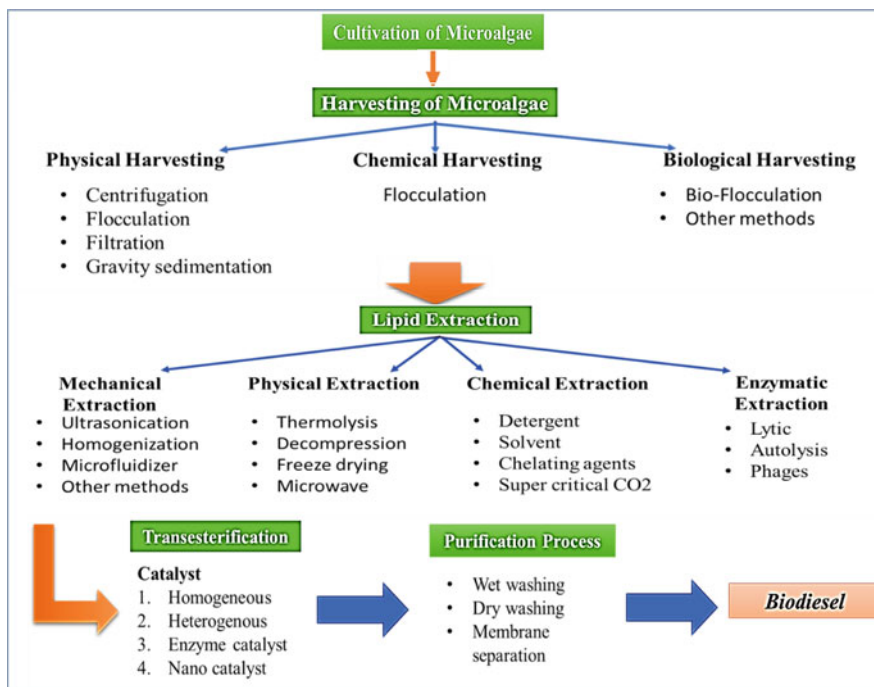 Cultivation of Microalgae
Harvesting of Microalgae
Physical Harvesting
• Centrifugation
• Flocculation
• Filtration
• Gravity sedimentation
Chemical Harvesting
Flocculation
Biological Harvesting
• Bio-Flocculation
• Other methods
Lipid Extraction
Mechanical
Extraction
• Ultrasonication
• Homogenization
• Microfluidizer
• Other methods
Physical Extraction
• Thermolysis
• Decompression
• Freeze drying
• Microwave
Chemical Extraction
• Detergent
• Solvent
• Chelating agents
• Super critical CO2
Enzymatic
Extraction
• Lytic
• Autolysis
• Phages
Transesterification
Catalyst
1. Homogeneous
2. Heterogenous
3. Enzyme catalyst
4. Nano catalyst
Purification Process
• Wet washing
• Dry washing
• Membrane
separation
Biodiesel